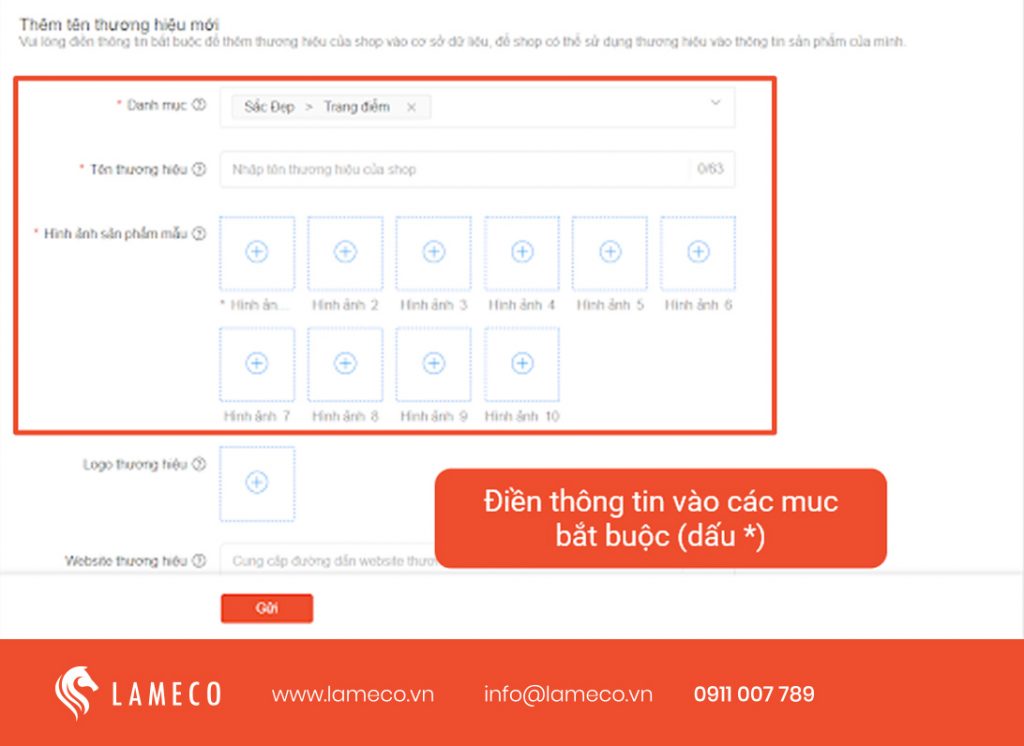 Thêm tên thương hiệu mới
Vui lòng điền thông tin bắt buộc để thêm thương hiệu của shop vào cơ sở dữ liệu, để shop có thể sử dụng thương hiệu vào thông tin sản phẩm của mình.
* Danh mục
Sắc Đẹp > Trang điểm ×
* Tên thương hiệu
Nhập tên thương hiệu của shop 0/63
* Hình ảnh sản phẩm mẫu
* Hình ản... Hình ảnh 2 Hình ảnh 3 Hình ảnh 4 Hình ảnh 5 Hình ảnh 6
Hình ảnh 7 Hình ảnh 8 Hình ảnh 9 Hình ảnh 10
Logo thương hiệu
Điền thông tin vào các muc
bắt buộc (dấu *)
Website thương hiệu
Cung cấp đường dẫn website thươ
Gửi
LAMECO www.lameco.vn info@lameco.vn 0911 007 789